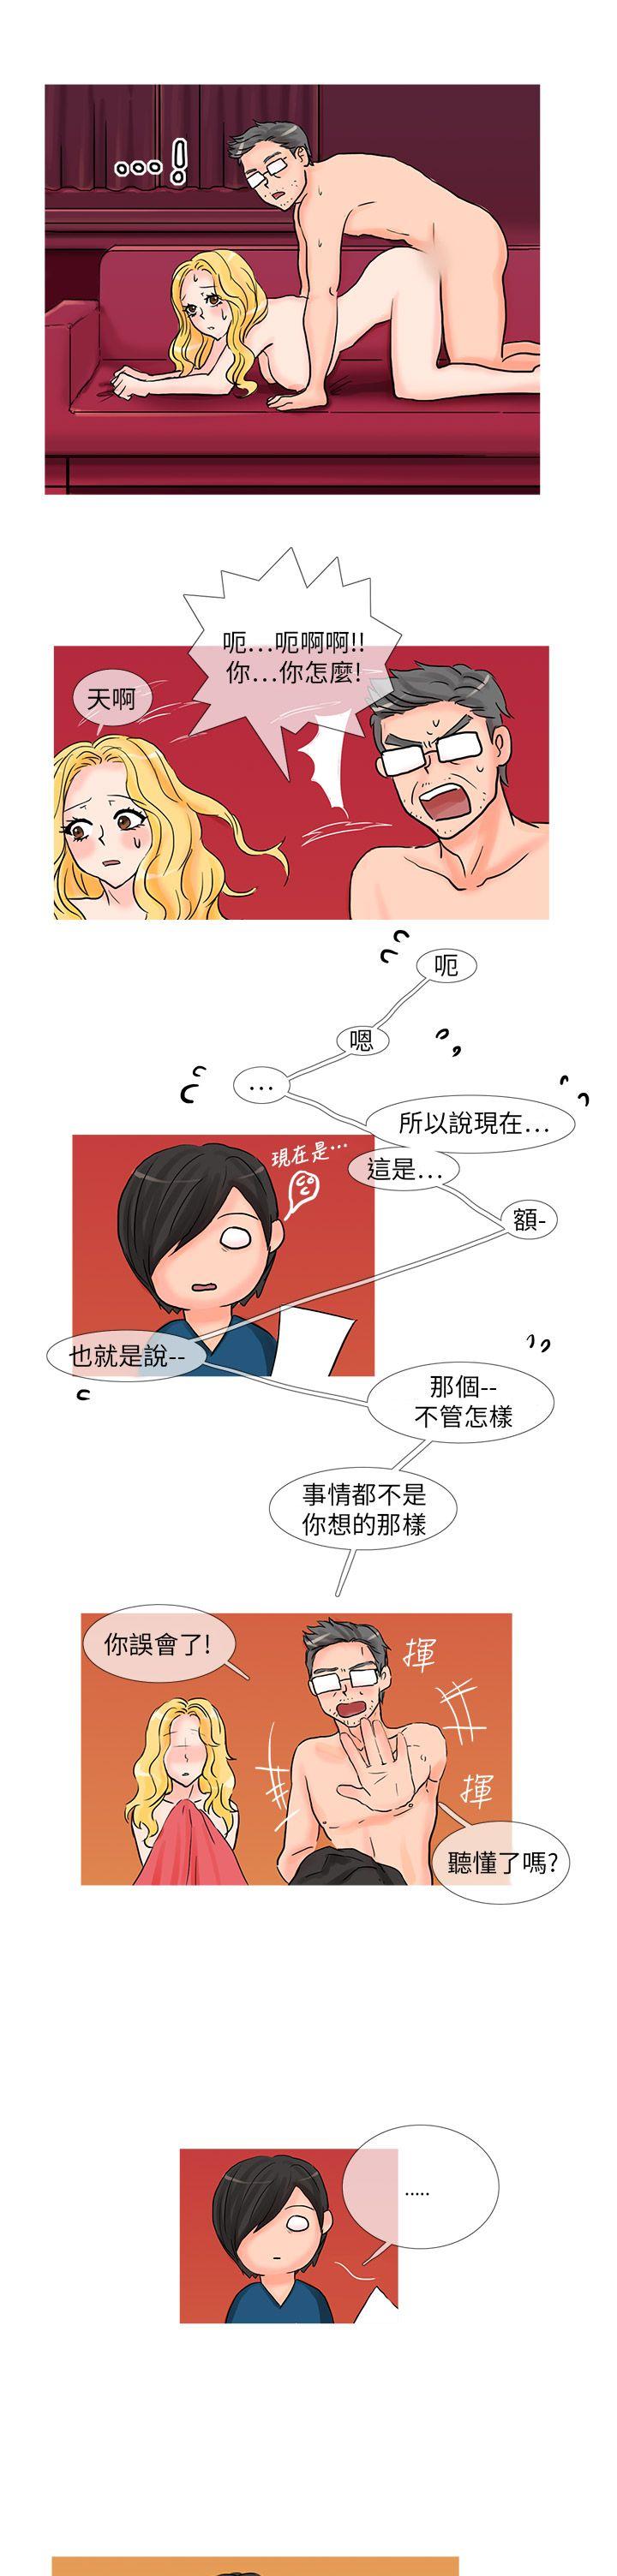 ...!
呃...呃啊啊!!
你...你怎麼!
天啊
呃
嗯
...
所以說現在...
現在是...
這是...
額-
也就是說--
那個--
不管怎樣
事情都不是
你想的那樣
你誤會了!
揮
揮
聽懂了嗎?
.....